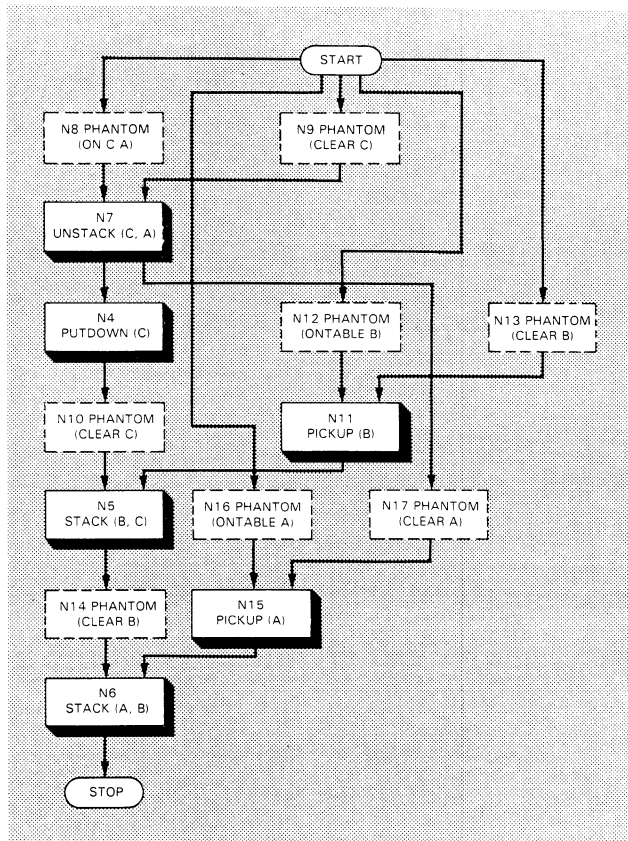 START
N8 PHANTOM
(ON C A)
N9 PHANTOM
(CLEAR C)
N7
UNSTACK (C, A)
N4
PUTDOWN (C)
N12 PHANTOM
(ONTABLE B)
N13 PHANTOM
(CLEAR B)
N10 PHANTOM
(CLEAR C)
N11
PICKUP (B)
N5
STACK (B, C)
N16 PHANTOM
(ONTABLE A)
N17 PHANTOM
(CLEAR A)
N14 PHANTOM
(CLEAR B)
N15
PICKUP (A)
N6
STACK (A, B)
STOP